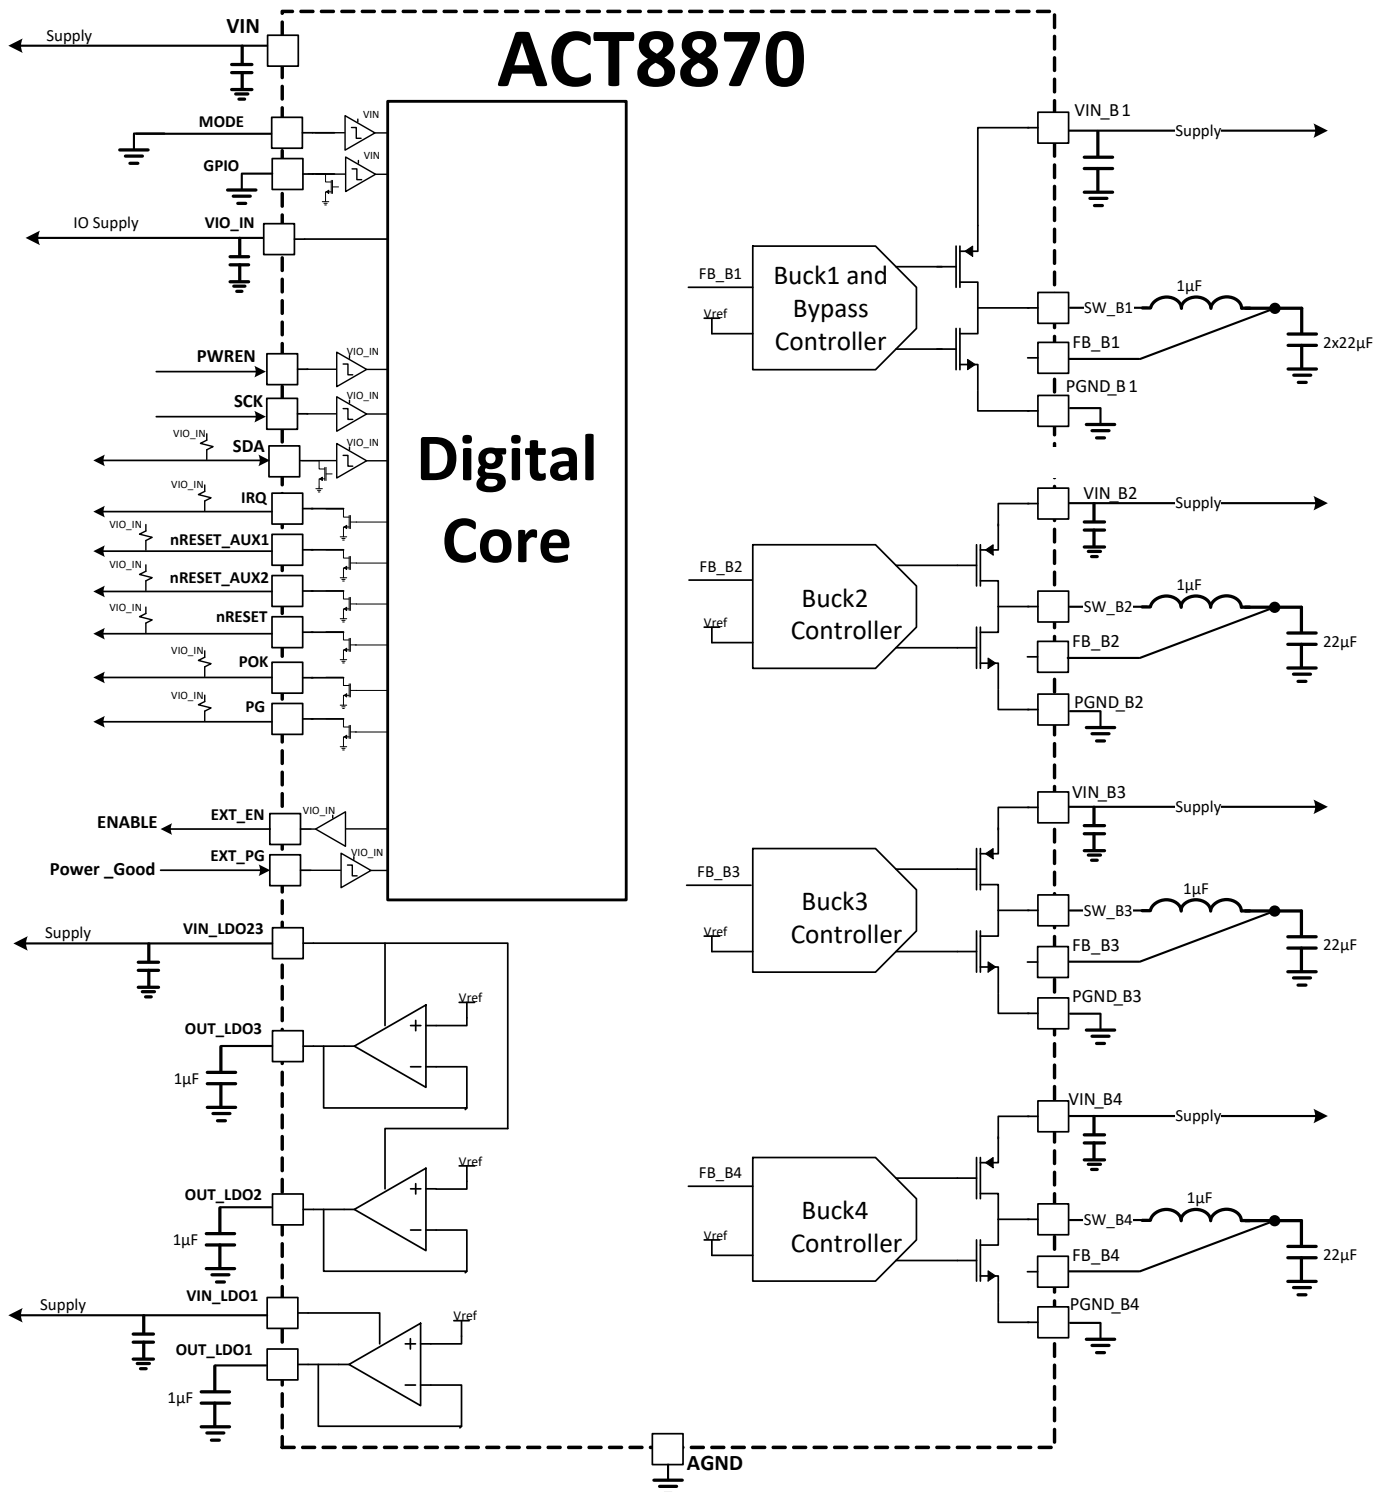 ACT8870
VIN
Supply
MODE
VIN
GPIO
VIN
IO Supply
VIO_IN
PWREN
VIO_IN
SCK
VIO_IN
VIO_IN
SDA
VIO_IN
VIO_IN
IRQ
VIO_IN
nRESET_AUX1
VIO_IN
nRESET_AUX2
VIO_IN
nRESET
VIO_IN
POK
VIO_IN
PG
Digital
Core
ENABLE
EXT_EN
VIO_IN
Power _Good
EXT_PG
VIO_IN
Supply
VIN_LDO23
OUT_LDO3
Vref
+
−
1µF
OUT_LDO2
Vref
+
−
1µF
Supply
VIN_LDO1
OUT_LDO1
Vref
+
−
1µF
AGND
VIN_B1
Supply
FB_B1
Vref
Buck1 and
Bypass
Controller
SW_B1
1µF
FB_B1
2x22µF
PGND_B1
VIN_B2
Supply
FB_B2
Vref
Buck2
Controller
SW_B2
1µF
FB_B2
22µF
PGND_B2
VIN_B3
Supply
FB_B3
Vref
Buck3
Controller
SW_B3
1µF
FB_B3
22µF
PGND_B3
VIN_B4
Supply
FB_B4
Vref
Buck4
Controller
SW_B4
1µF
FB_B4
22µF
PGND_B4